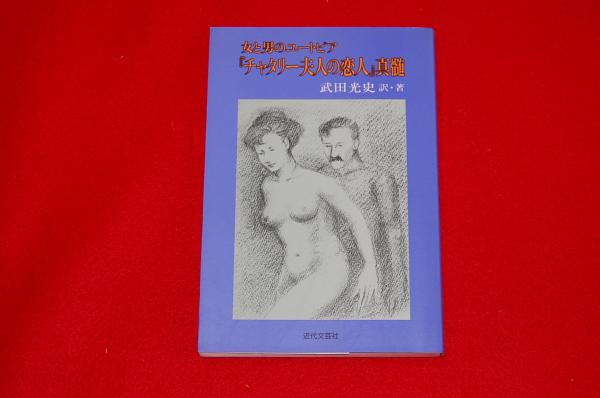 女と男のユートピア
『チャタリー夫人の恋人』真髄
武田光史 訳・著
近代文芸社